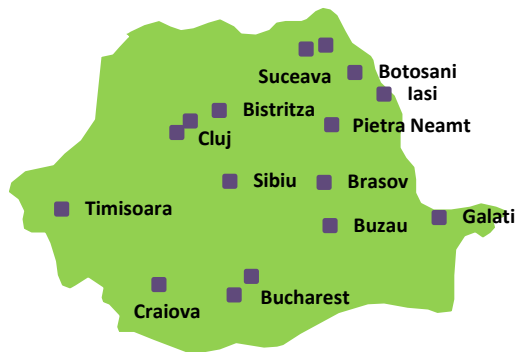 Suceava
Botosani
Iasi
Bistritza
Pietra Neamt
Cluj
Sibiu
Brasov
Timisoara
Galati
Buzau
Craiova
Bucharest